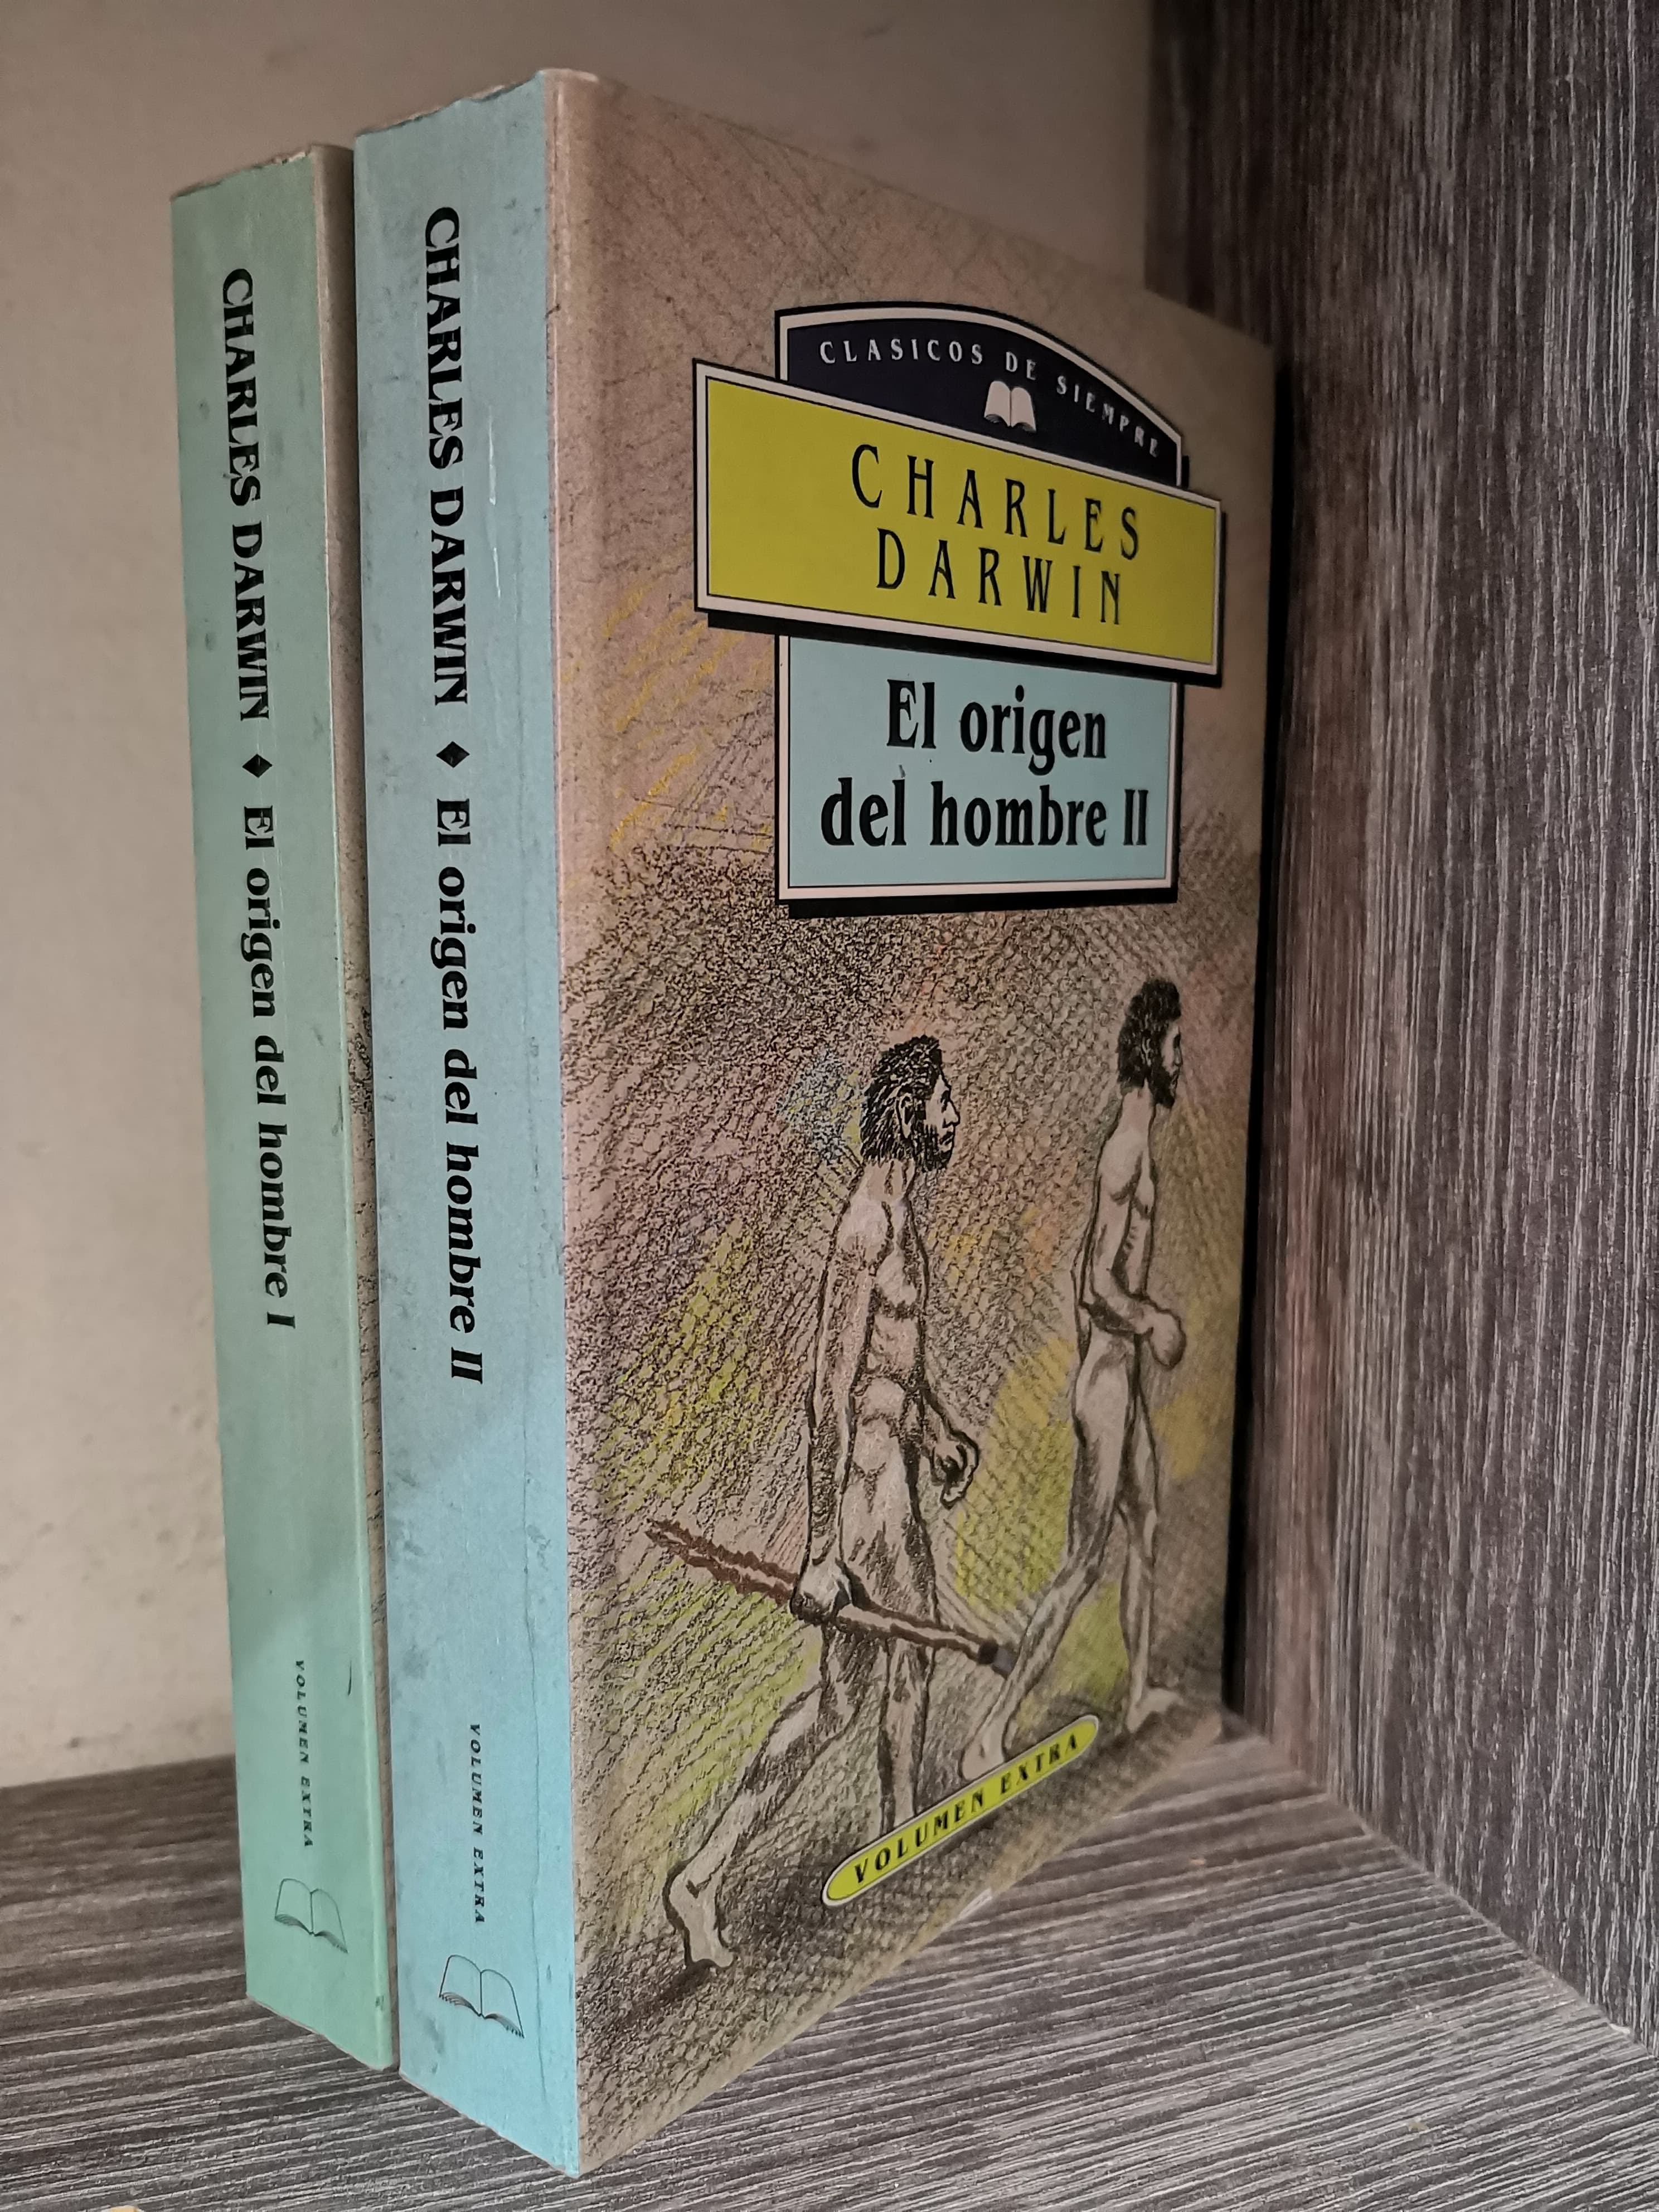 CHARLES DARWIN ♦ El origen del hombre I
VOLUMEN EXTRA
CHARLES DARWIN ♦ El origen del hombre II
VOLUMEN EXTRA
CLASICOS DE SIEMPRE
CHARLES
DARWIN
El origen
del hombre II
VOLUMEN EXTRA